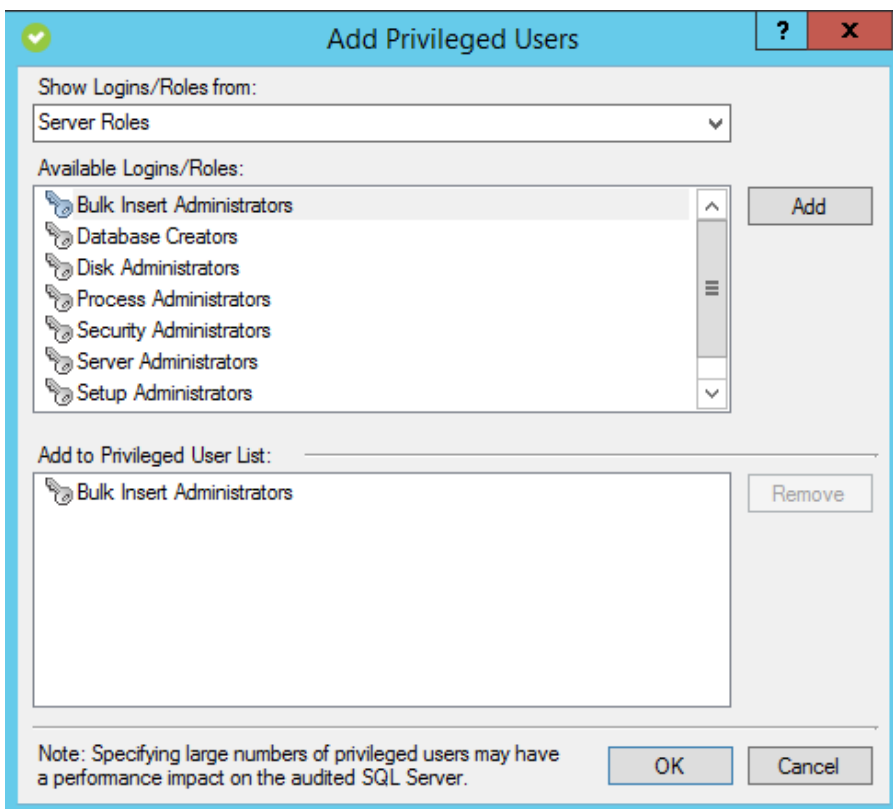 Add Privileged Users
?
x
Show Logins/Roles from:
Server Roles
Available Logins/Roles:
Bulk Insert Administrators
Database Creators
Disk Administrators
Process Administrators
Security Administrators
Server Administrators
Setup Administrators
Add
Add to Privileged User List:
Bulk Insert Administrators
Remove
Note: Specifying large numbers of privileged users may have
a performance impact on the audited SQL Server.
OK
Cancel